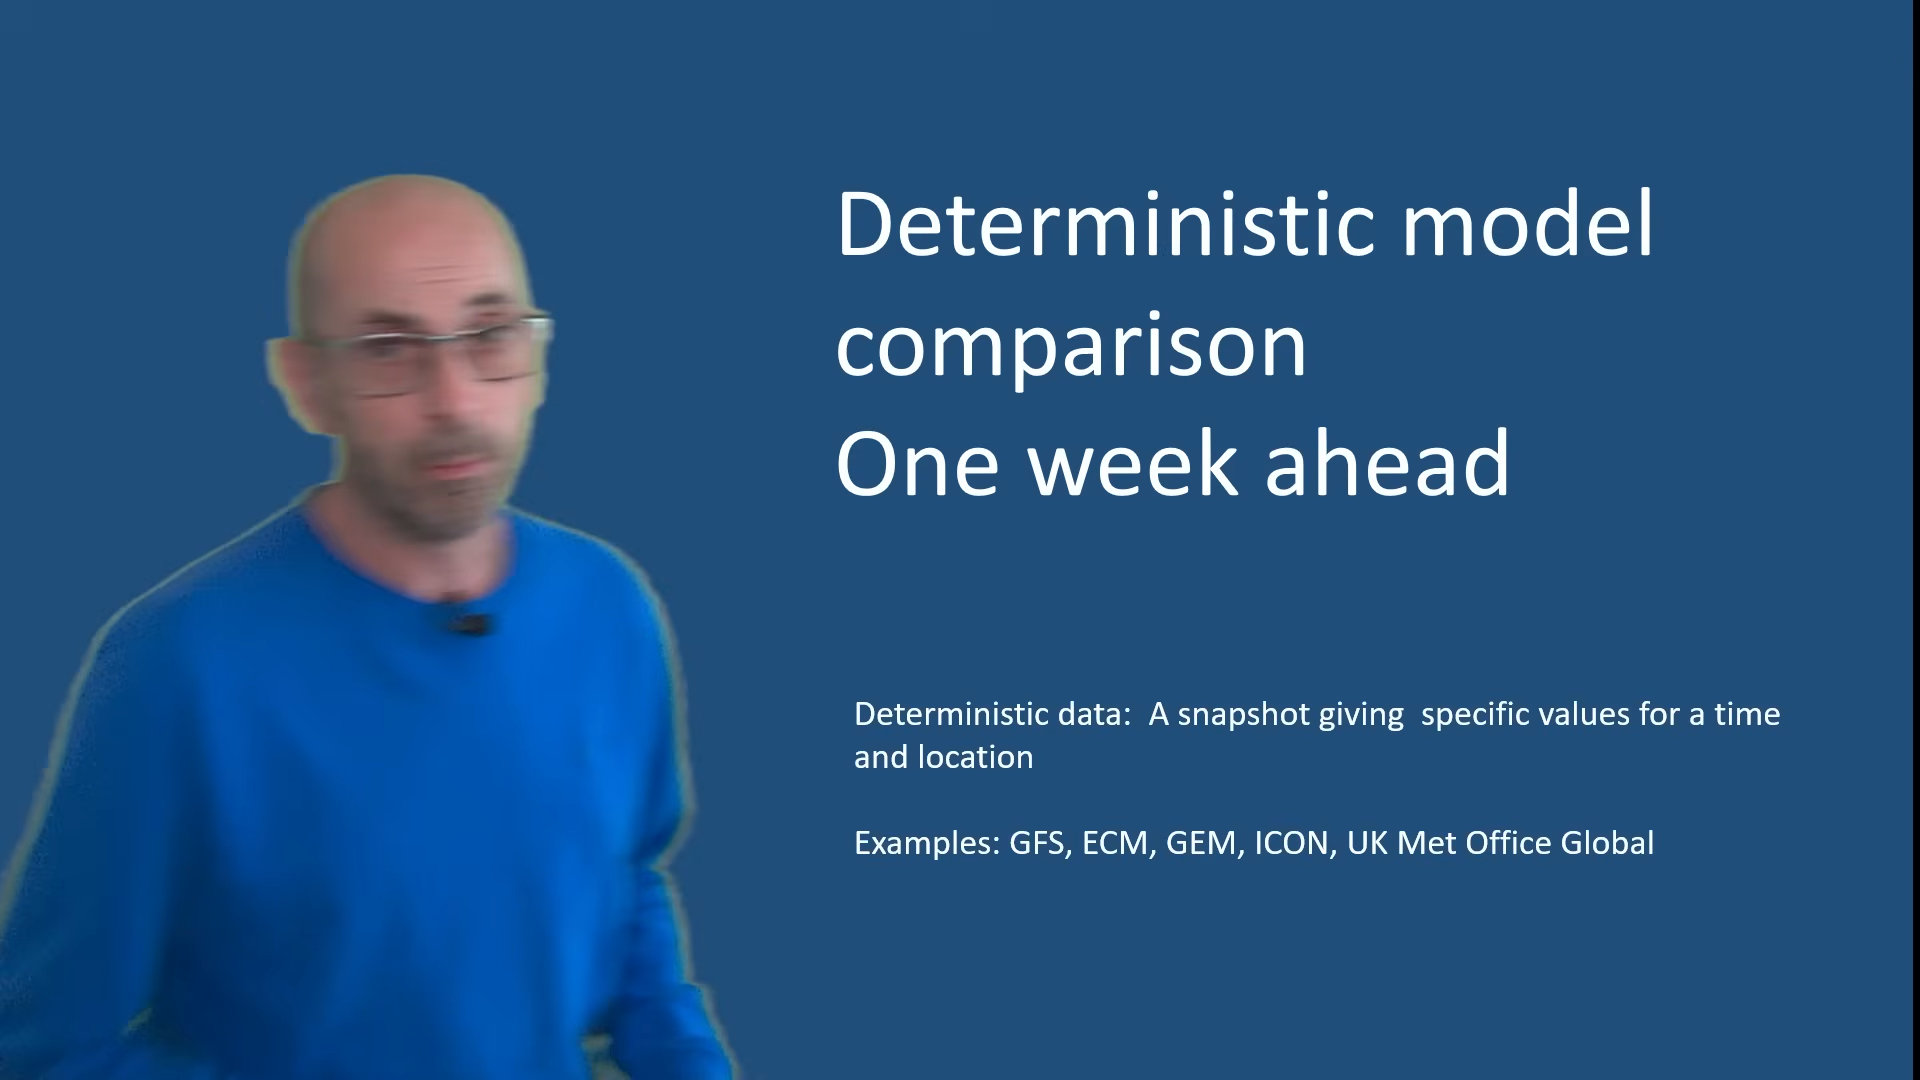 Deterministic model
comparison
One week ahead
Deterministic data:  A snapshot giving  specific values for a time
and location
Examples: GFS, ECM, GEM, ICON, UK Met Office Global